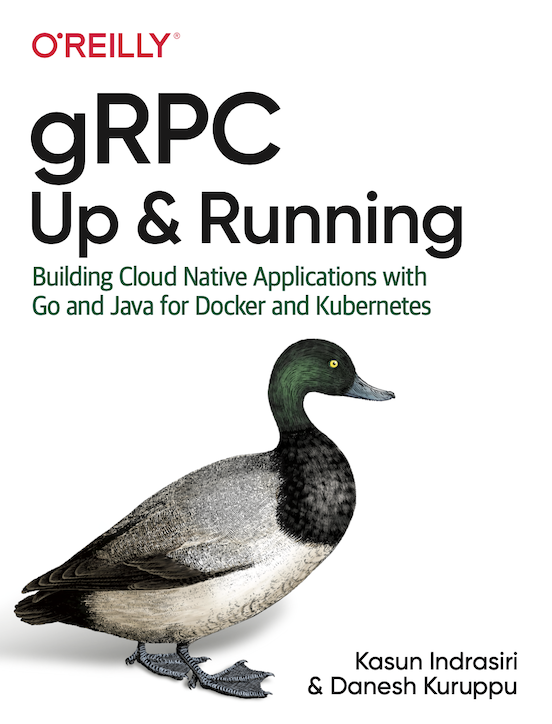 O'REILLY®
gRPC
Up & Running
Building Cloud Native Applications with
Go and Java for Docker and Kubernetes
Kasun Indrasiri
& Danesh Kuruppu